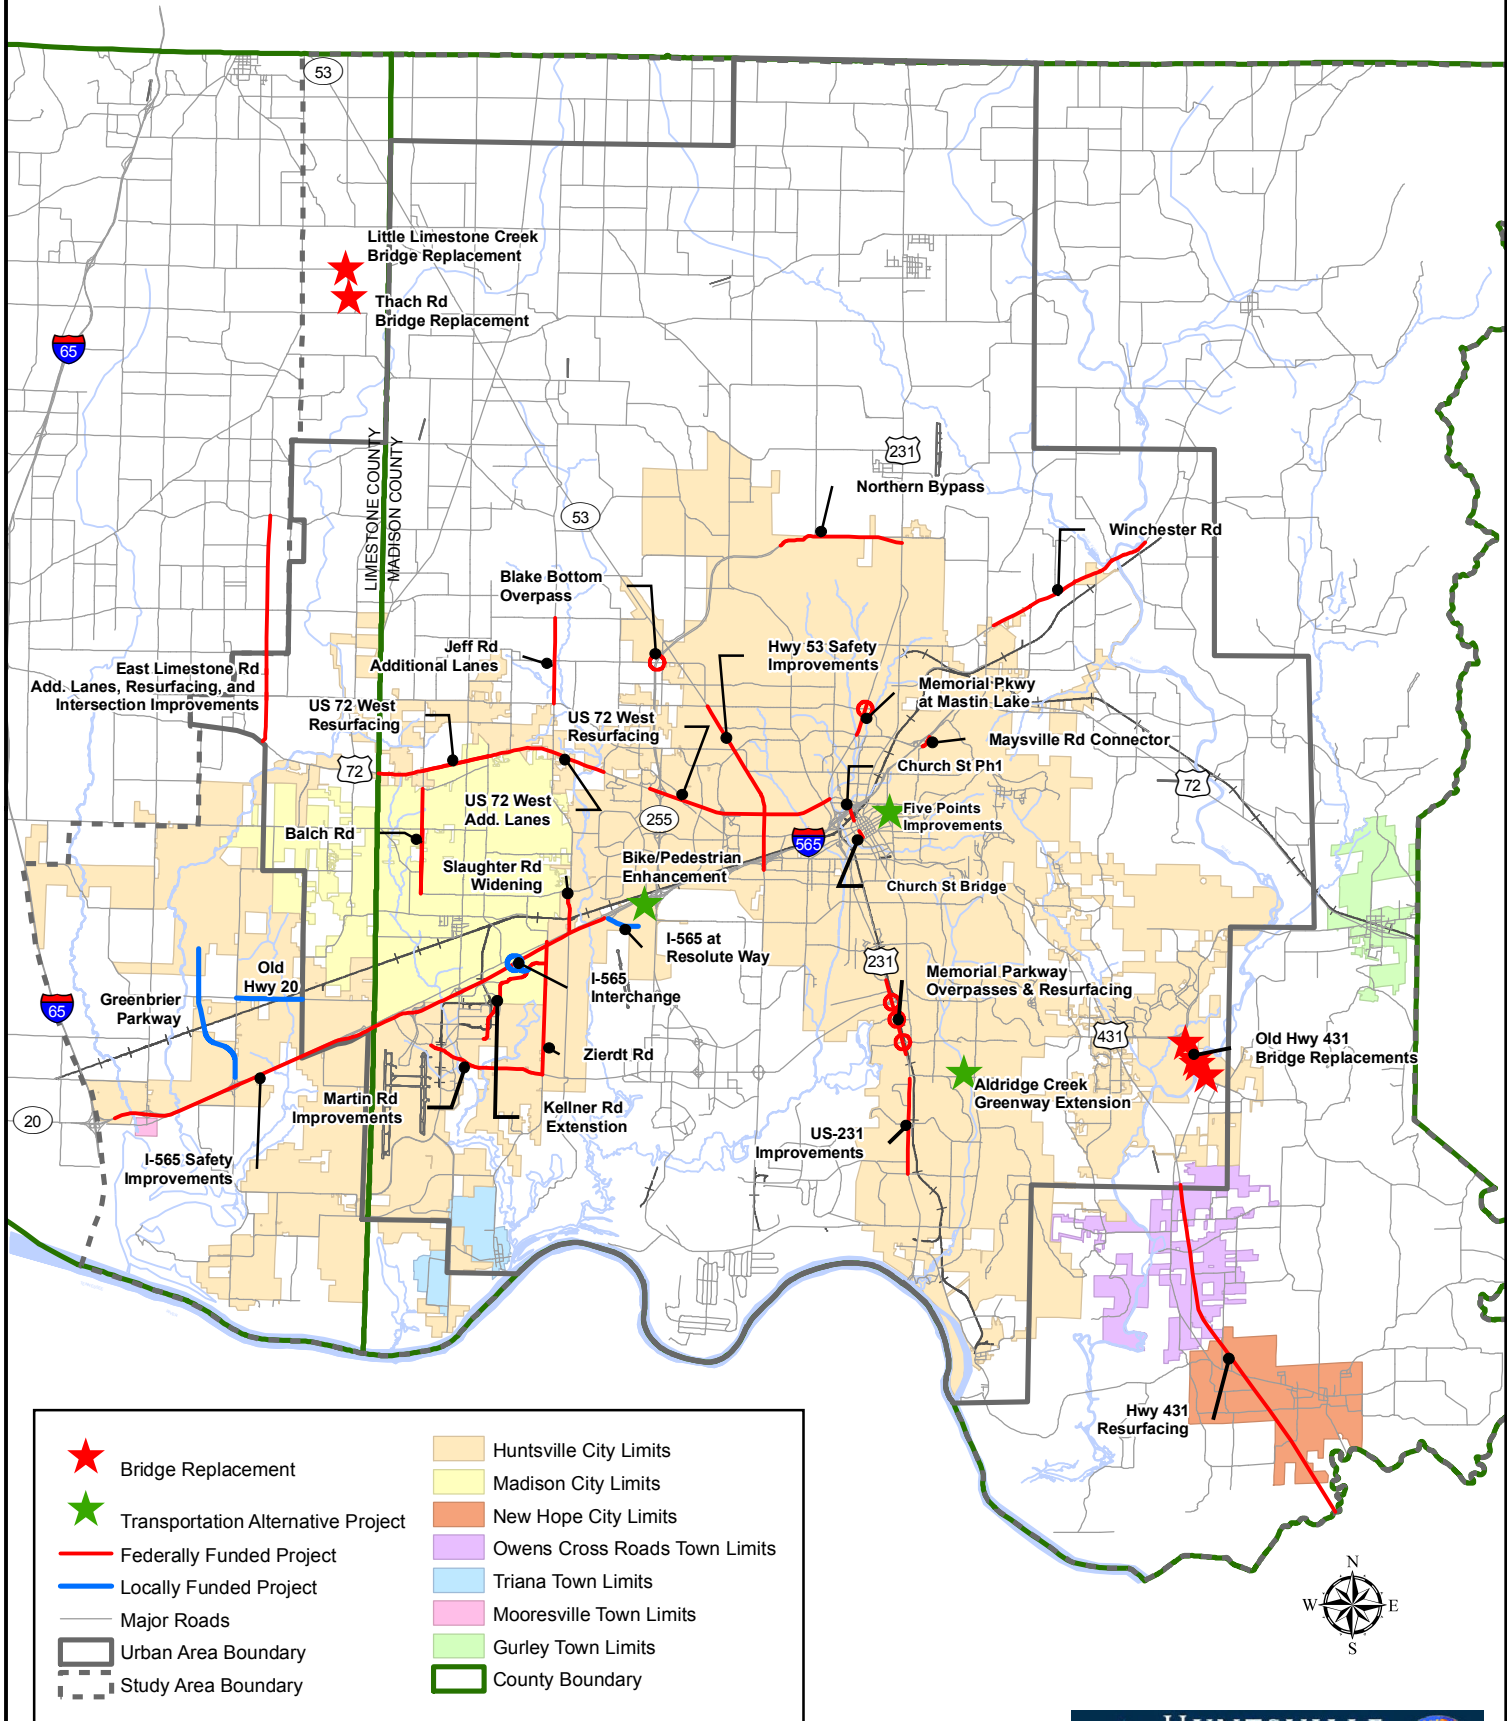 53
Little Limestone Creek
Bridge Replacement
Thach Rd
Bridge Replacement
65
LIMESTONE COUNTY
MADISON COUNTY
231
Northern Bypass
53
Winchester Rd
Blake Bottom
Overpass
Jeff Rd
Additional Lanes
Hwy 53 Safety
Improvements
East Limestone Rd
Add. Lanes, Resurfacing, and
Intersection Improvements
Memorial Pkwy
at Mastin Lake
US 72 West
Resurfacing
US 72 West
Resurfacing
Maysville Rd Connector
72
Church St Ph1
72
US 72 West
Add. Lanes
255
Five Points
Improvements
Balch Rd
565
Bike/Pedestrian
Enhancement
Slaughter Rd
Widening
Church St Bridge
I-565 at
Resolute Way
231
Old
Hwy 20
Memorial Parkway
Overpasses & Resurfacing
I-565
Interchange
Greenbrier
Parkway
65
431
Old Hwy 431
Bridge Replacements
Zierdt Rd
Aldridge Creek
Greenway Extension
Martin Rd
Improvements
Kellner Rd
Extenstion
20
US-231
Improvements
I-565 Safety
Improvements
Hwy 431
Resurfacing
Bridge Replacement
Transportation Alternative Project
Federally Funded Project
Locally Funded Project
Major Roads
Urban Area Boundary
Study Area Boundary
Huntsville City Limits
Madison City Limits
New Hope City Limits
Owens Cross Roads Town Limits
Triana Town Limits
Mooresville Town Limits
Gurley Town Limits
County Boundary
N
W
E
S
HUNTSVILLE